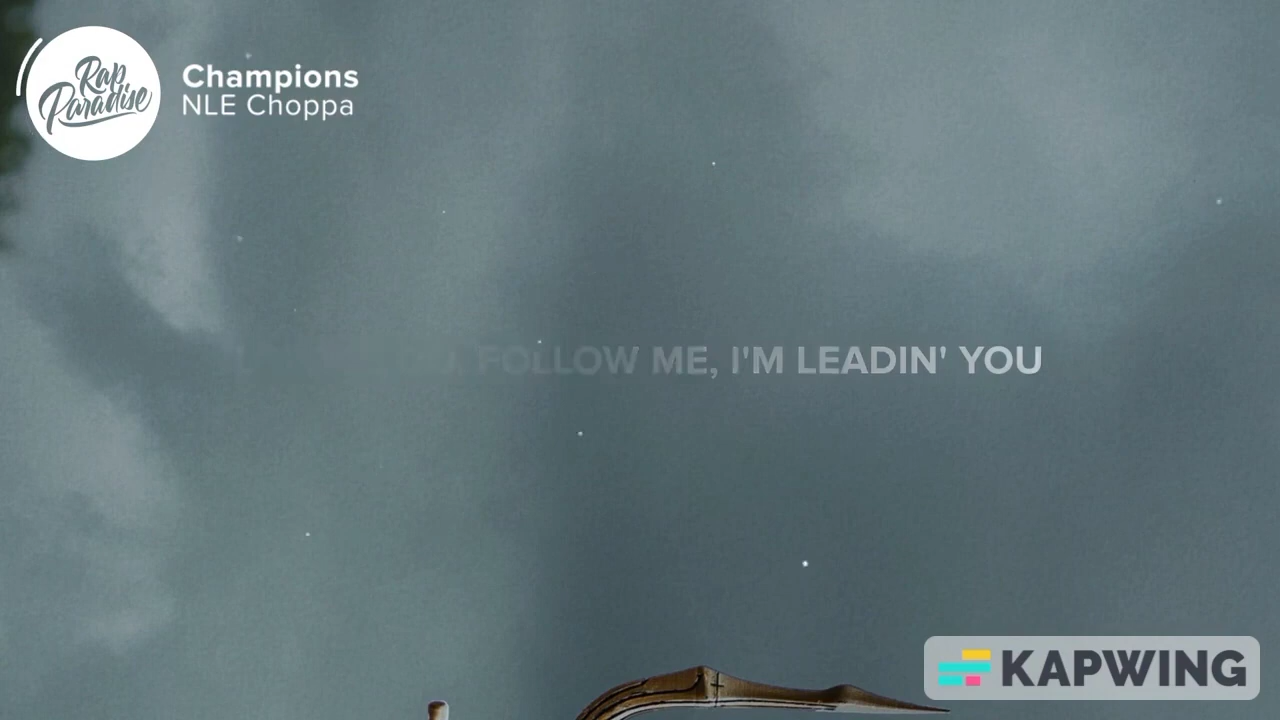 Rap
Paradise
Champions
NLE Choppa
FOLLOW ME, I'M LEADIN' YOU
KAPWING